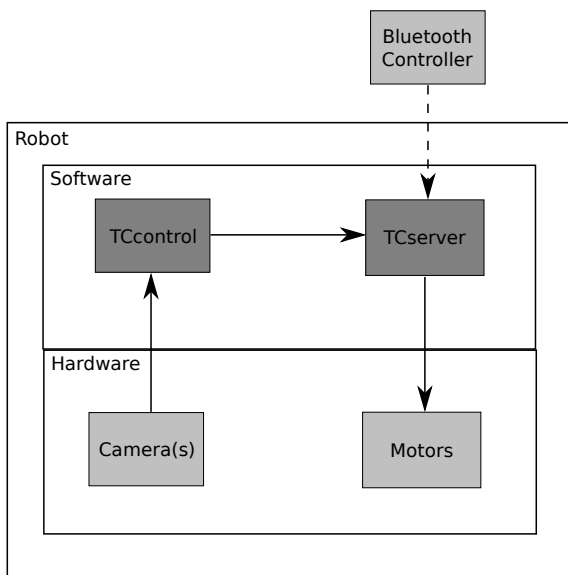 Bluetooth
Controller
Robot
Software
TCcontrol
TCserver
Hardware
Camera(s)
Motors